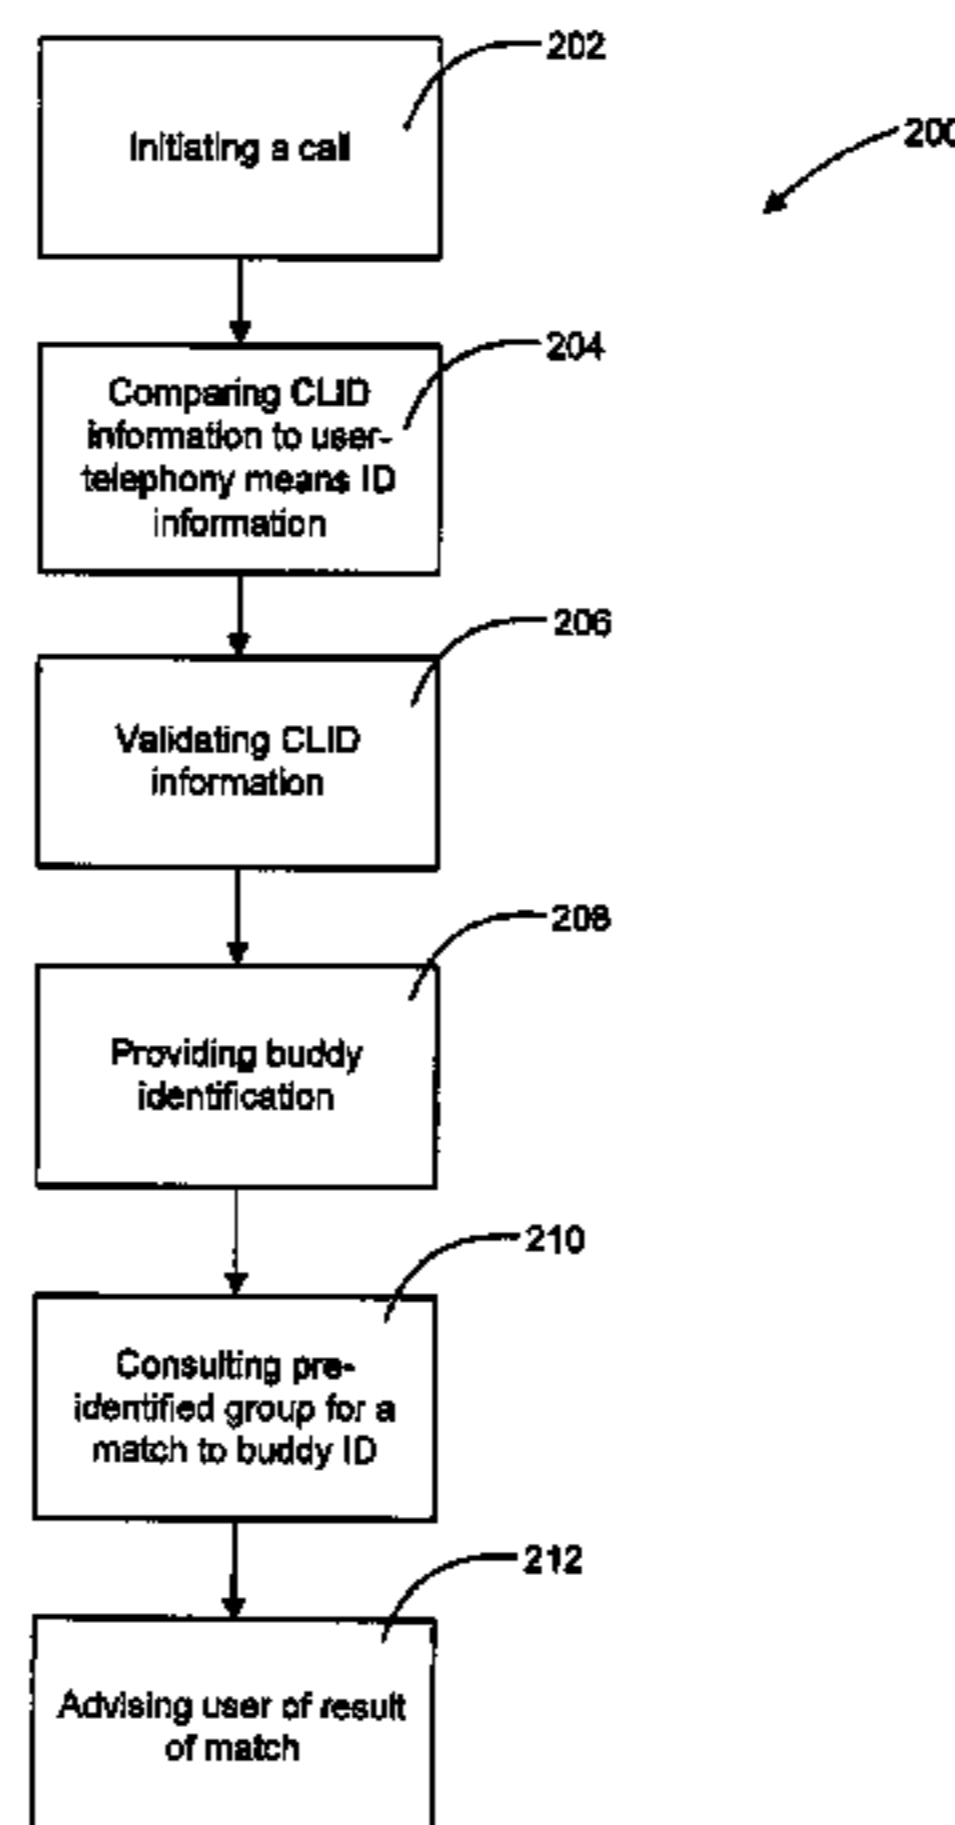 202
200
Initiating a call
204
Comparing CLID
information to user-
telephony means ID
information
206
Validating CLID
information
208
Providing buddy
identification
210
Consulting pre-
identified group for a
match to buddy ID
212
Advising user of result
of match